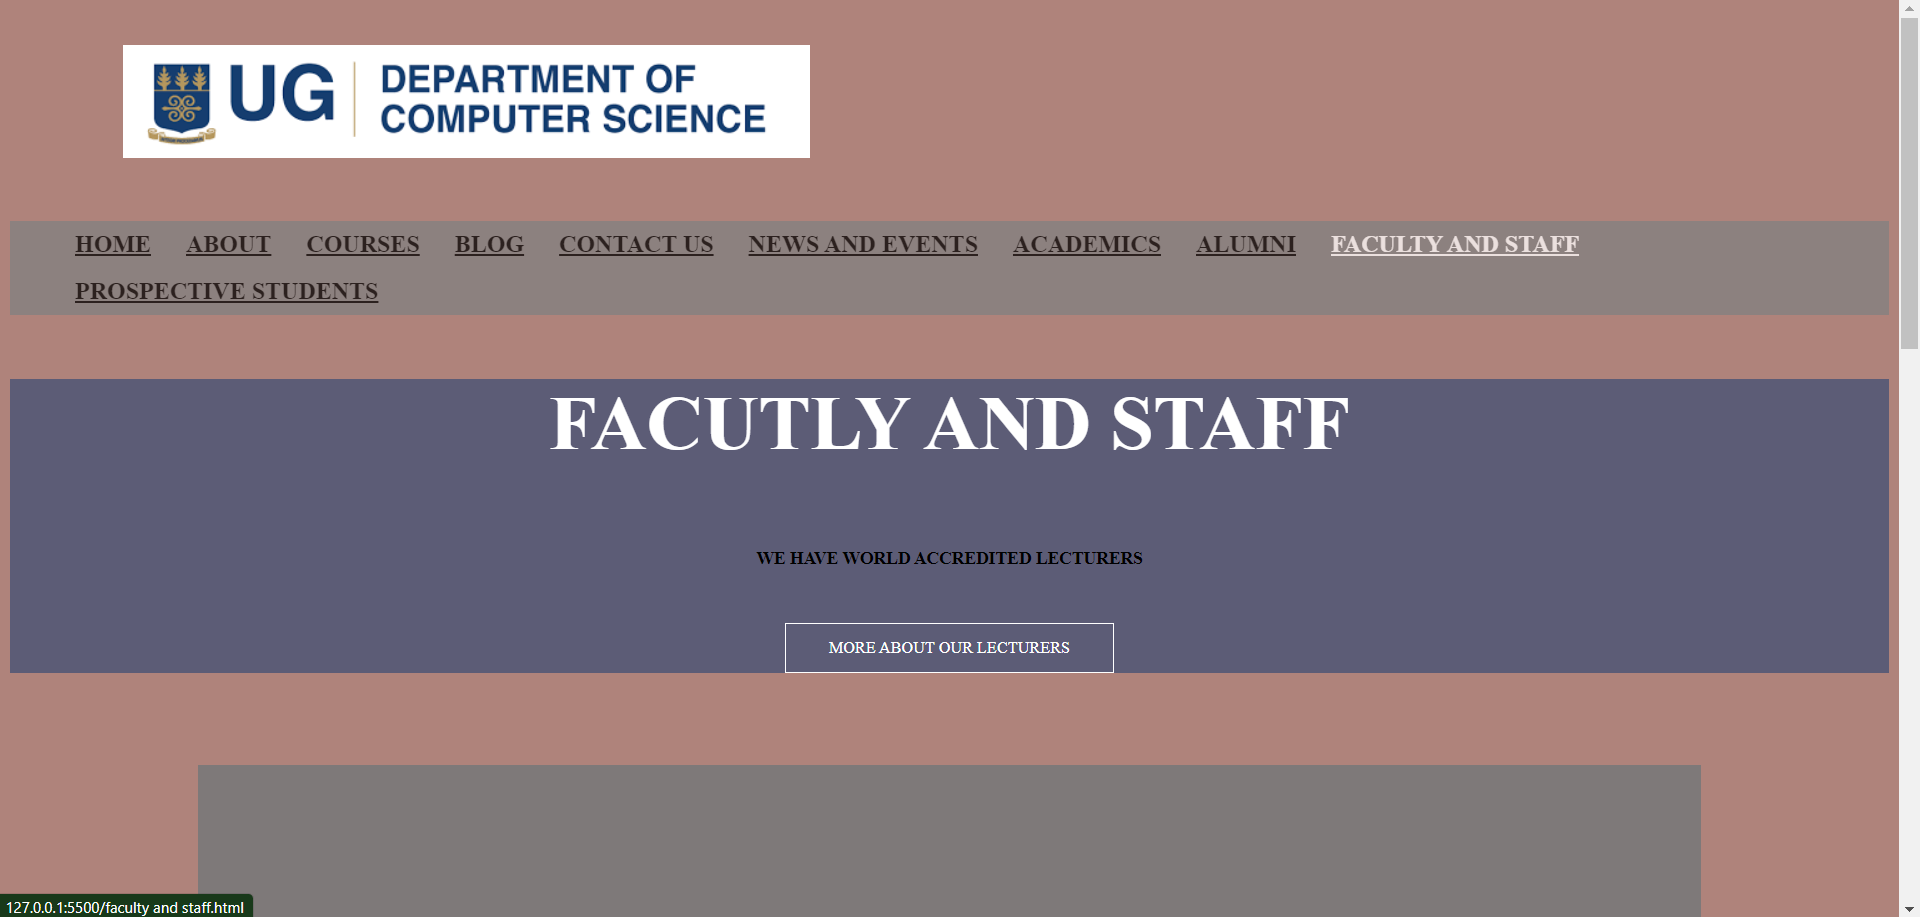 UG
DEPARTMENT OF
COMPUTER SCIENCE
HOME ABOUT COURSES BLOG CONTACT US NEWS AND EVENTS ACADEMICS ALUMNI FACULTY AND STAFF
PROSPECTIVE STUDENTS
FACUTLY AND STAFF
WE HAVE WORLD ACCREDITED LECTURERS
MORE ABOUT OUR LECTURERS
127.0.0.1:5500/faculty and staff.html